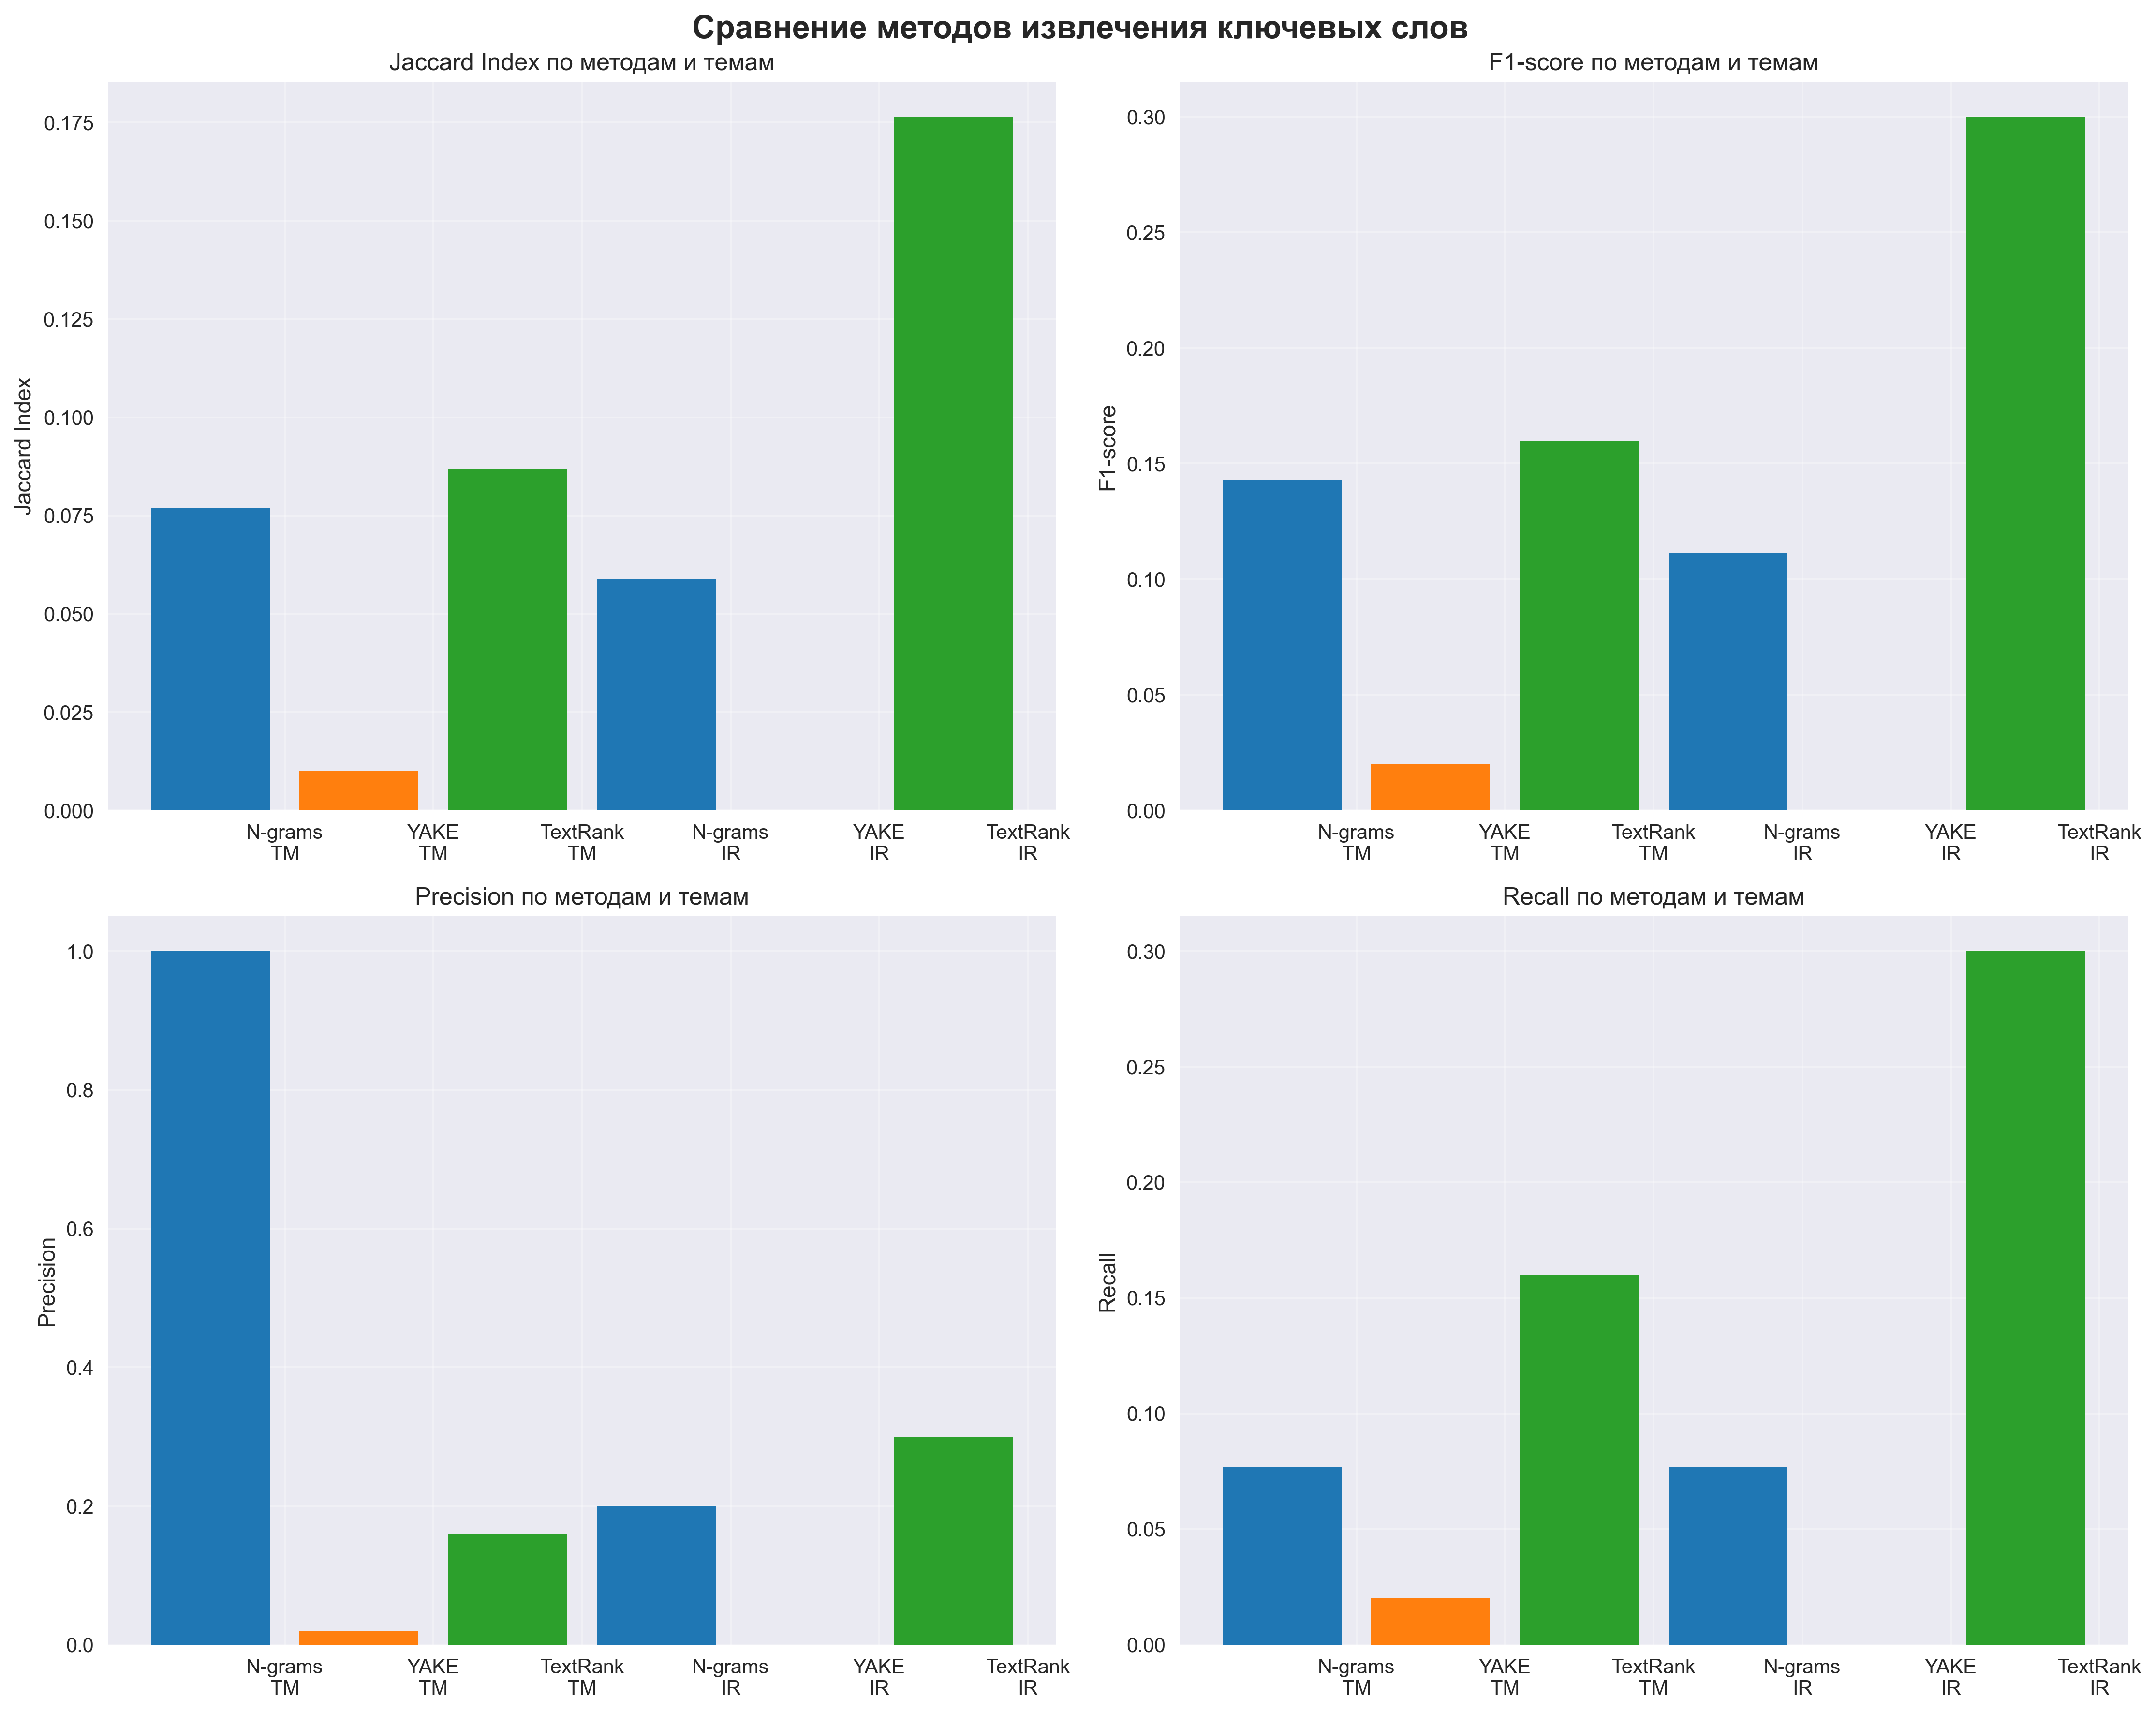 Сравнение методов извлечения ключевых слов
Jaccard Index по методам и темам
Jaccard Index
0.175
0.150
0.125
0.100
0.075
0.050
0.025
0.000
N-grams YAKE TextRank N-grams YAKE TextRank
TM TM TM IR IR IR
F1-score по методам и темам
F1-score
0.30
0.25
0.20
0.15
0.10
0.05
0.00
N-grams YAKE TextRank N-grams YAKE TextRank
TM TM TM IR IR IR
Precision по методам и темам
Precision
1.0
0.8
0.6
0.4
0.2
0.0
N-grams YAKE TextRank N-grams YAKE TextRank
TM TM TM IR IR IR
Recall по методам и темам
Recall
0.30
0.25
0.20
0.15
0.10
0.05
0.00
N-grams YAKE TextRank N-grams YAKE TextRank
TM TM TM IR IR IR